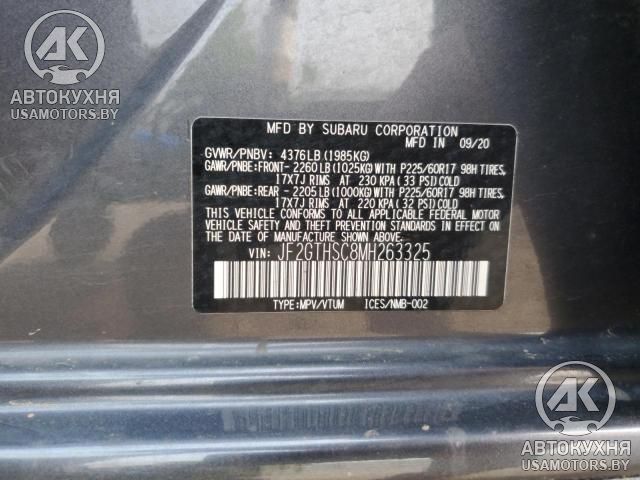 AK
АВТОКУХНЯ
USAMOTORS.BY
MFD BY SUBARU CORPORATION
MFD IN 09/20
GVWR/PNBV: 4376LB(1985KG)
GAWR/PNBE:FRONT- 2260LB(1025KG)WITH P225/60R17 98H TIRES,
17X7J RIMS AT 230 KPA(33 PSI)COLD
GAWR/PNBE:REAR - 2205LB(1000KG)WITH P225/60R17 98H TIRES,
17X7J RIMS AT 220 KPA(32 PSI)COLD
THIS VEHICLE CONFORMS TO ALL APPLICABLE FEDERAL MOTOR
VEHICLE SAFETY AND THEFT PREVENTION STANDARDS IN EFFECT
ON THE DATE OF MANUFACTURE SHOWN ABOVE.
VIN: JF2GTHSC8MH263325
TYPE:MPV/VTUM ICES/NMB-002
AK
АВТОКУХНЯ
USAMOTORS.BY